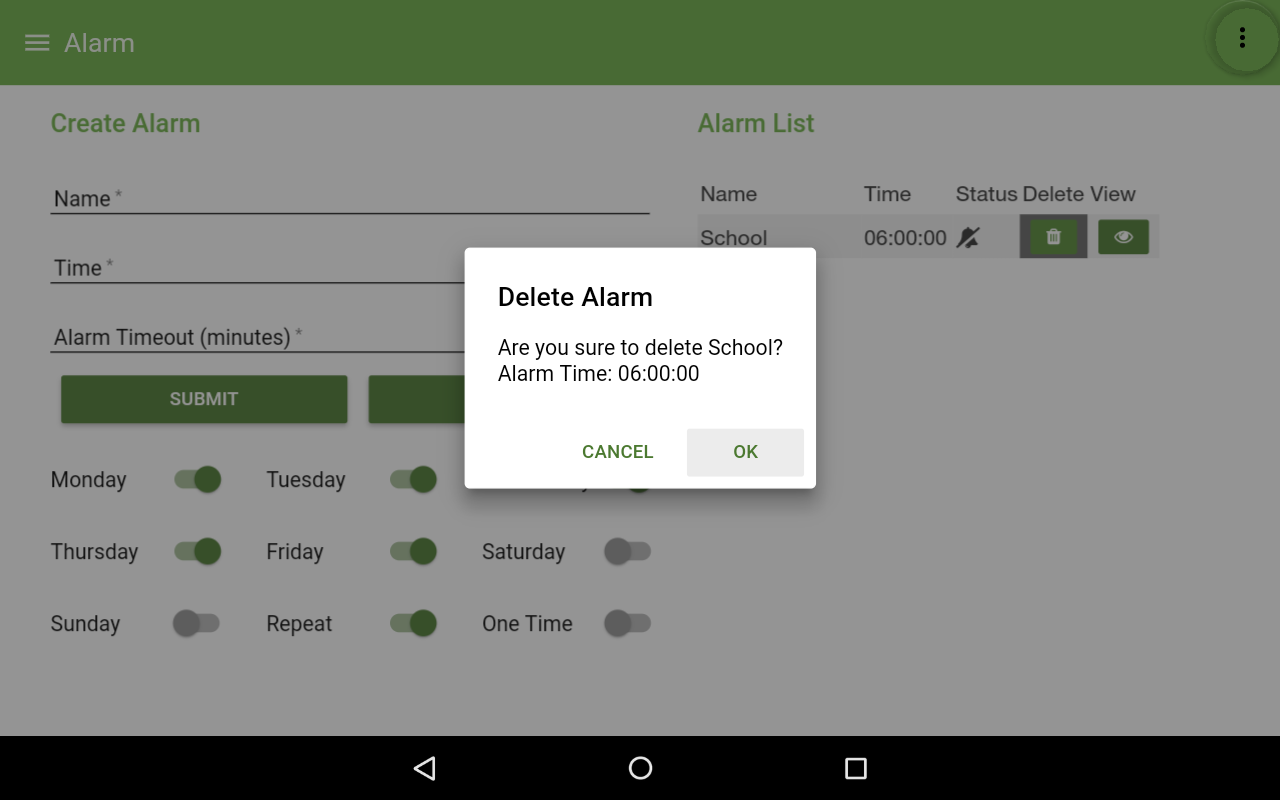 Alarm
Create Alarm
Name *
Time *
Alarm Timeout (minutes) *
SUBMIT
Monday
Tuesday
Thursday
Friday
Saturday
Sunday
Repeat
One Time
Alarm List
Name Time Status Delete View
School 06:00:00
Delete Alarm
Are you sure to delete School?
Alarm Time: 06:00:00
CANCEL OK